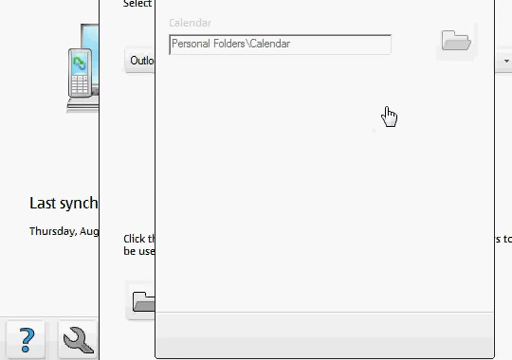 Select
Calendar
Personal Folders\Calendar
Outlo
Last synch
Thursday, Aug
Click th
s to
be use
?